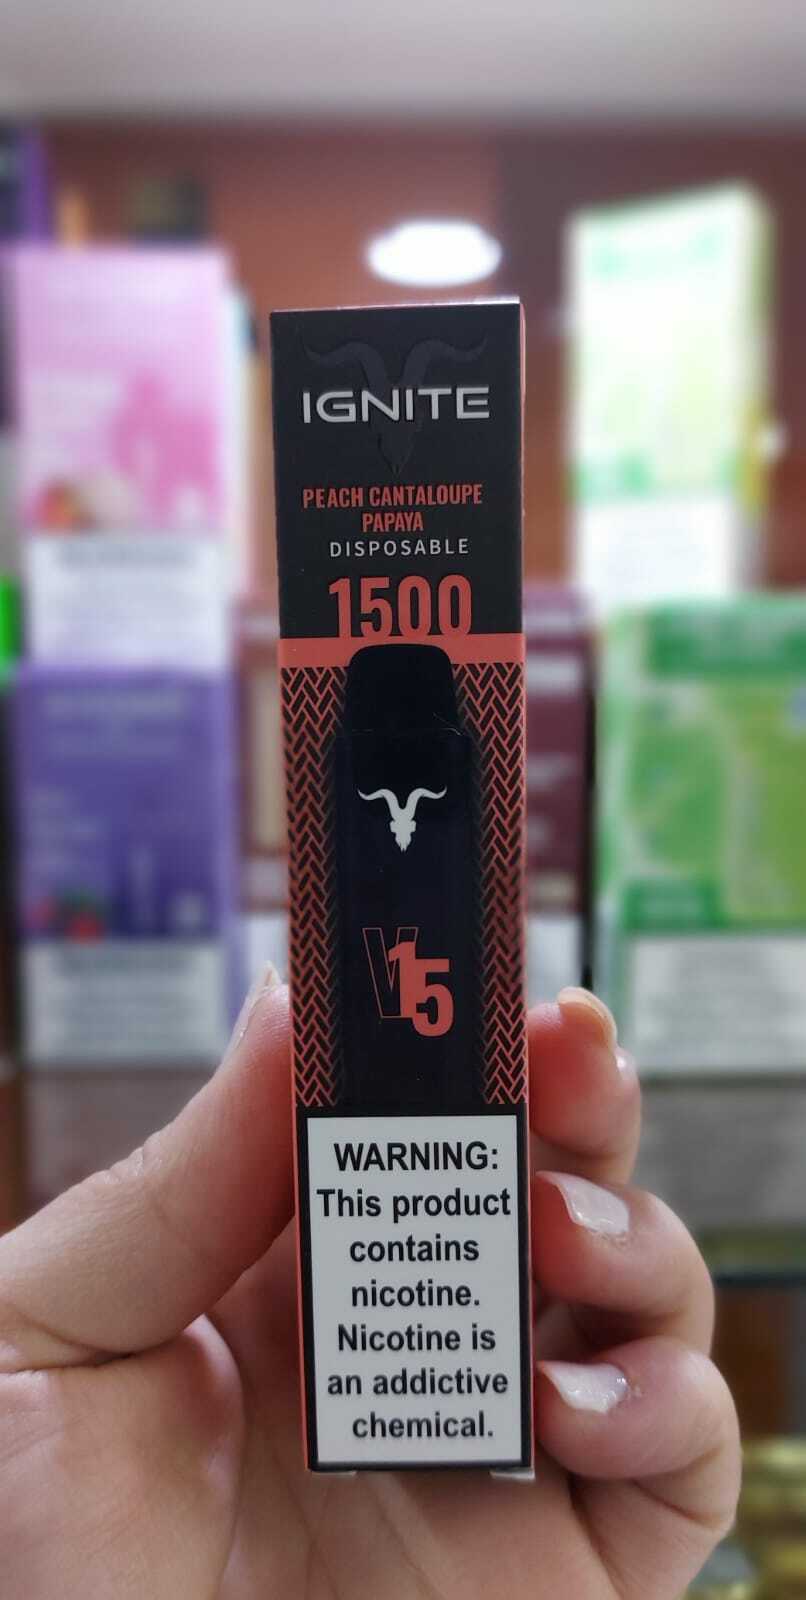 IGNITE
PEACH CANTALOUPE
PAPAYA
DISPOSABLE
1500
V15
WARNING:
This product
contains
nicotine.
Nicotine is
an addictive
chemical.